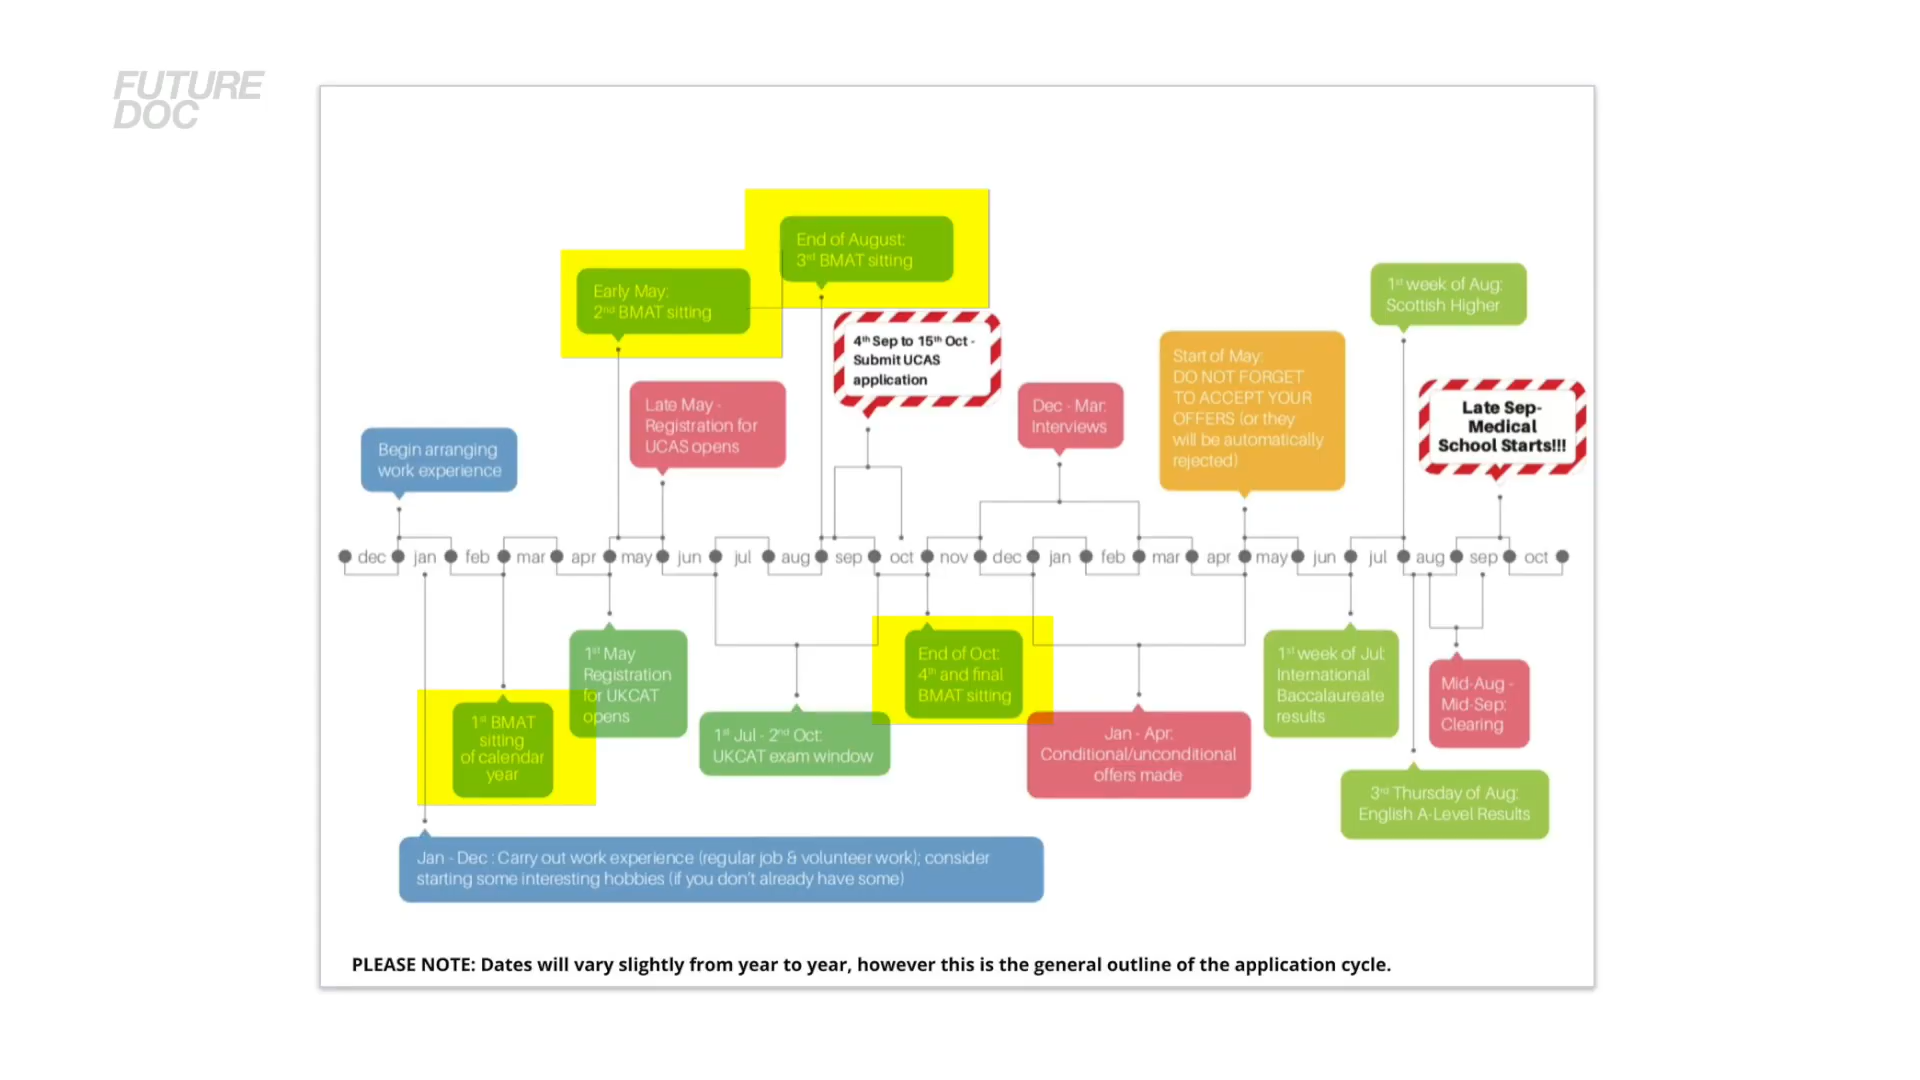 FUTURE
DOC
End of August:
3rd BMAT sitting
Early May:
2nd BMAT sitting
1st week of Aug:
Scottish Higher
4th Sep to 15th Oct -
Submit UCAS
application
Start of May:
DO NOT FORGET
TO ACCEPT YOUR
OFFERS (or they
will be automatically
rejected)
Late May -
Registration for
UCAS opens
Dec - Mar:
Interviews
Late Sep-
Medical
School Starts!!!
Begin arranging
work experience
dec jan feb mar apr may jun jul aug sep oct nov dec jan feb mar apr may jun jul aug sep oct
1st May
Registration
for UKCAT
opens
End of Oct:
4th and final
BMAT sitting
1st week of Jul:
International
Baccalaureate
results
Mid-Aug -
Mid-Sep:
Clearing
1st BMAT
sitting
of calendar
year
1st Jul - 2nd Oct:
UKCAT exam window
Jan - Apr:
Conditional/unconditional
offers made
3rd Thursday of Aug:
English A-Level Results
Jan - Dec : Carry out work experience (regular job & volunteer work); consider
starting some interesting hobbies (if you don't already have some)
PLEASE NOTE: Dates will vary slightly from year to year, however this is the general outline of the application cycle.